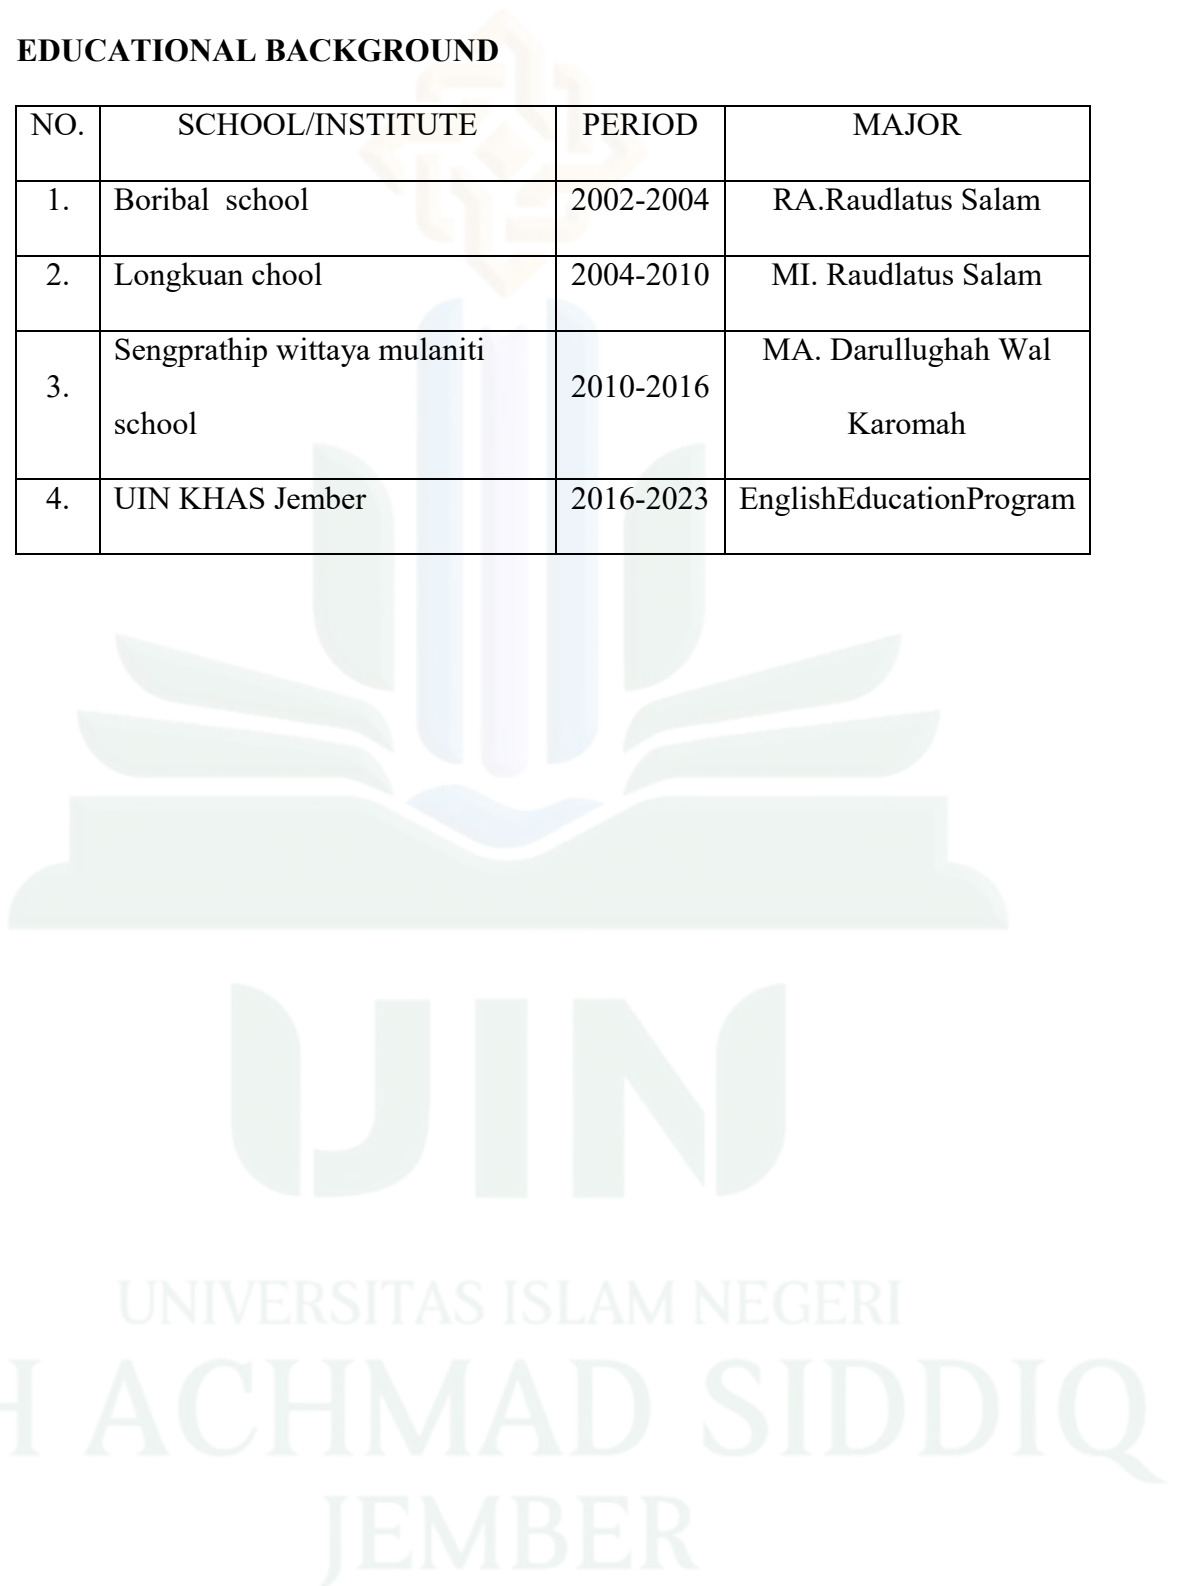 EDUCATIONAL BACKGROUND
NO. SCHOOL/INSTITUTE PERIOD MAJOR
1. Boribal  school 2002-2004 RA.Raudlatus Salam
2. Longkuan chool 2004-2010 MI. Raudlatus Salam
3. Sengprathip wittaya mulaniti school 2010-2016 MA. Darullughah Wal Karomah
4. UIN KHAS Jember 2016-2023 EnglishEducationProgram
UIN
UNIVERSITAS ISLAM NEGERI
H ACHMAD SIDDIQ
JEMBER